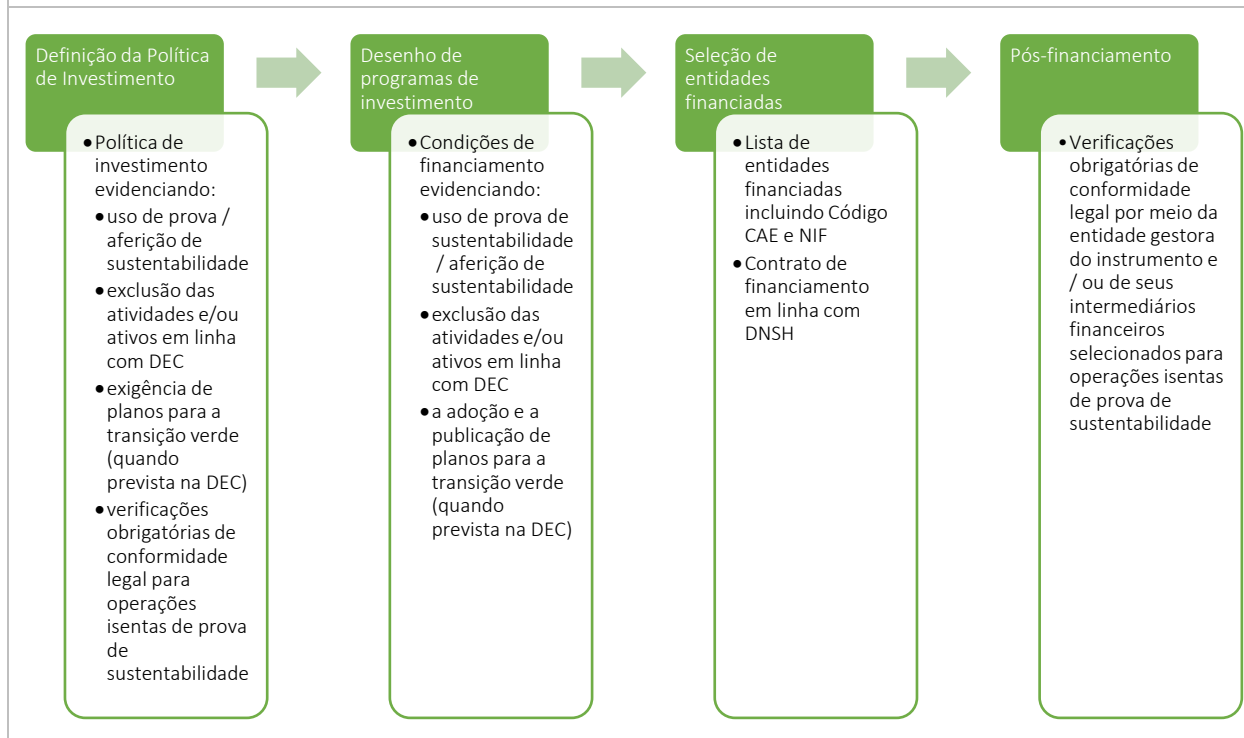 Definição da Política
de Investimento
•Política de
investimento
evidenciando:
•uso de prova /
aferição de
sustentabilidade
•exclusão das
atividades e/ou
ativos em linha
com DEC
•exigência de
planos para a
transição verde
(quando
prevista na DEC)
•verificações
obrigatórias de
conformidade
legal para
operações
isentas de prova
de
sustentabilidade
Desenho de
programas de
investimento
•Condições de
financiamento
evidenciando:
•uso de prova de
sustentabilidade
/ aferição de
sustentabilidade
•exclusão das
atividades e/ou
ativos em linha
com DEC
•a adoção e a
publicação de
planos para a
transição verde
(quando
prevista na DEC)
Seleção de
entidades
financiadas
•Lista de
entidades
financiadas
incluindo Código
CAE e NIF
•Contrato de
financiamento
em linha com
DNSH
Pós-financiamento
•Verificações
obrigatórias de
conformidade
legal por meio da
entidade gestora
do instrumento e
/ ou de seus
intermediários
financeiros
selecionados para
operações isentas
de prova de
sustentabilidade